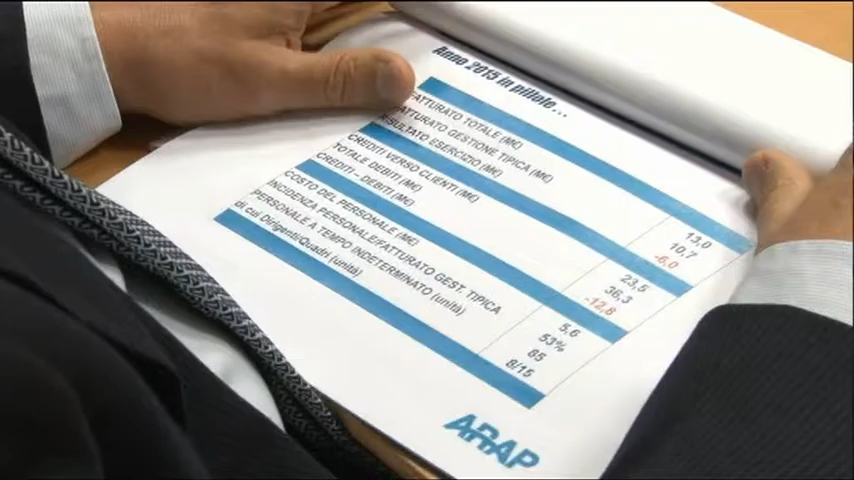 Anno 2015 in pillole...
FATTURATO TOTALE (M€) 13,0
FATTURATO GESTIONE TIPICA (M€) 10,7
RISULTATO ESERCIZIO (M€) -6,0
CREDITI VERSO CLIENTI (M€) 23,5
TOTALE DEBITI (M€) 36,3
CREDITI - DEBITI (M€) -12,8
COSTO DEL PERSONALE (M€) 5,6
INCIDENZA PERSONALE/FATTURATO GEST. TIPICA 53%
PERSONALE A TEMPO INDETERMINATO (unità) 85
di cui Dirigenti/Quadri (unità) 8/15
ARAP